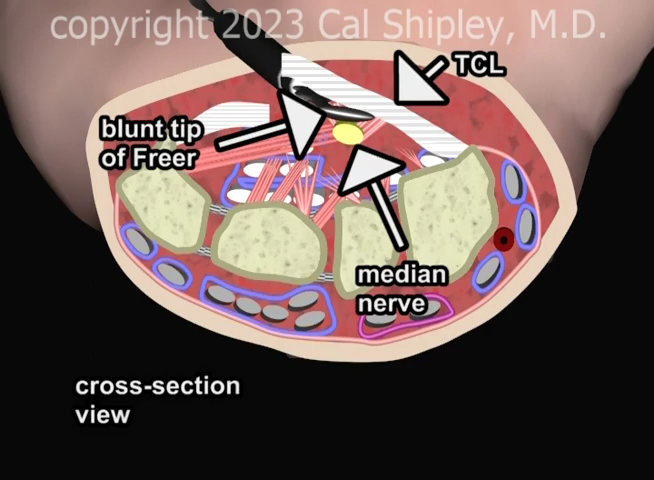 copyright 2023 Cal Shipley, M.D.
TCL
blunt tip
of Freer
median
nerve
cross-section
view